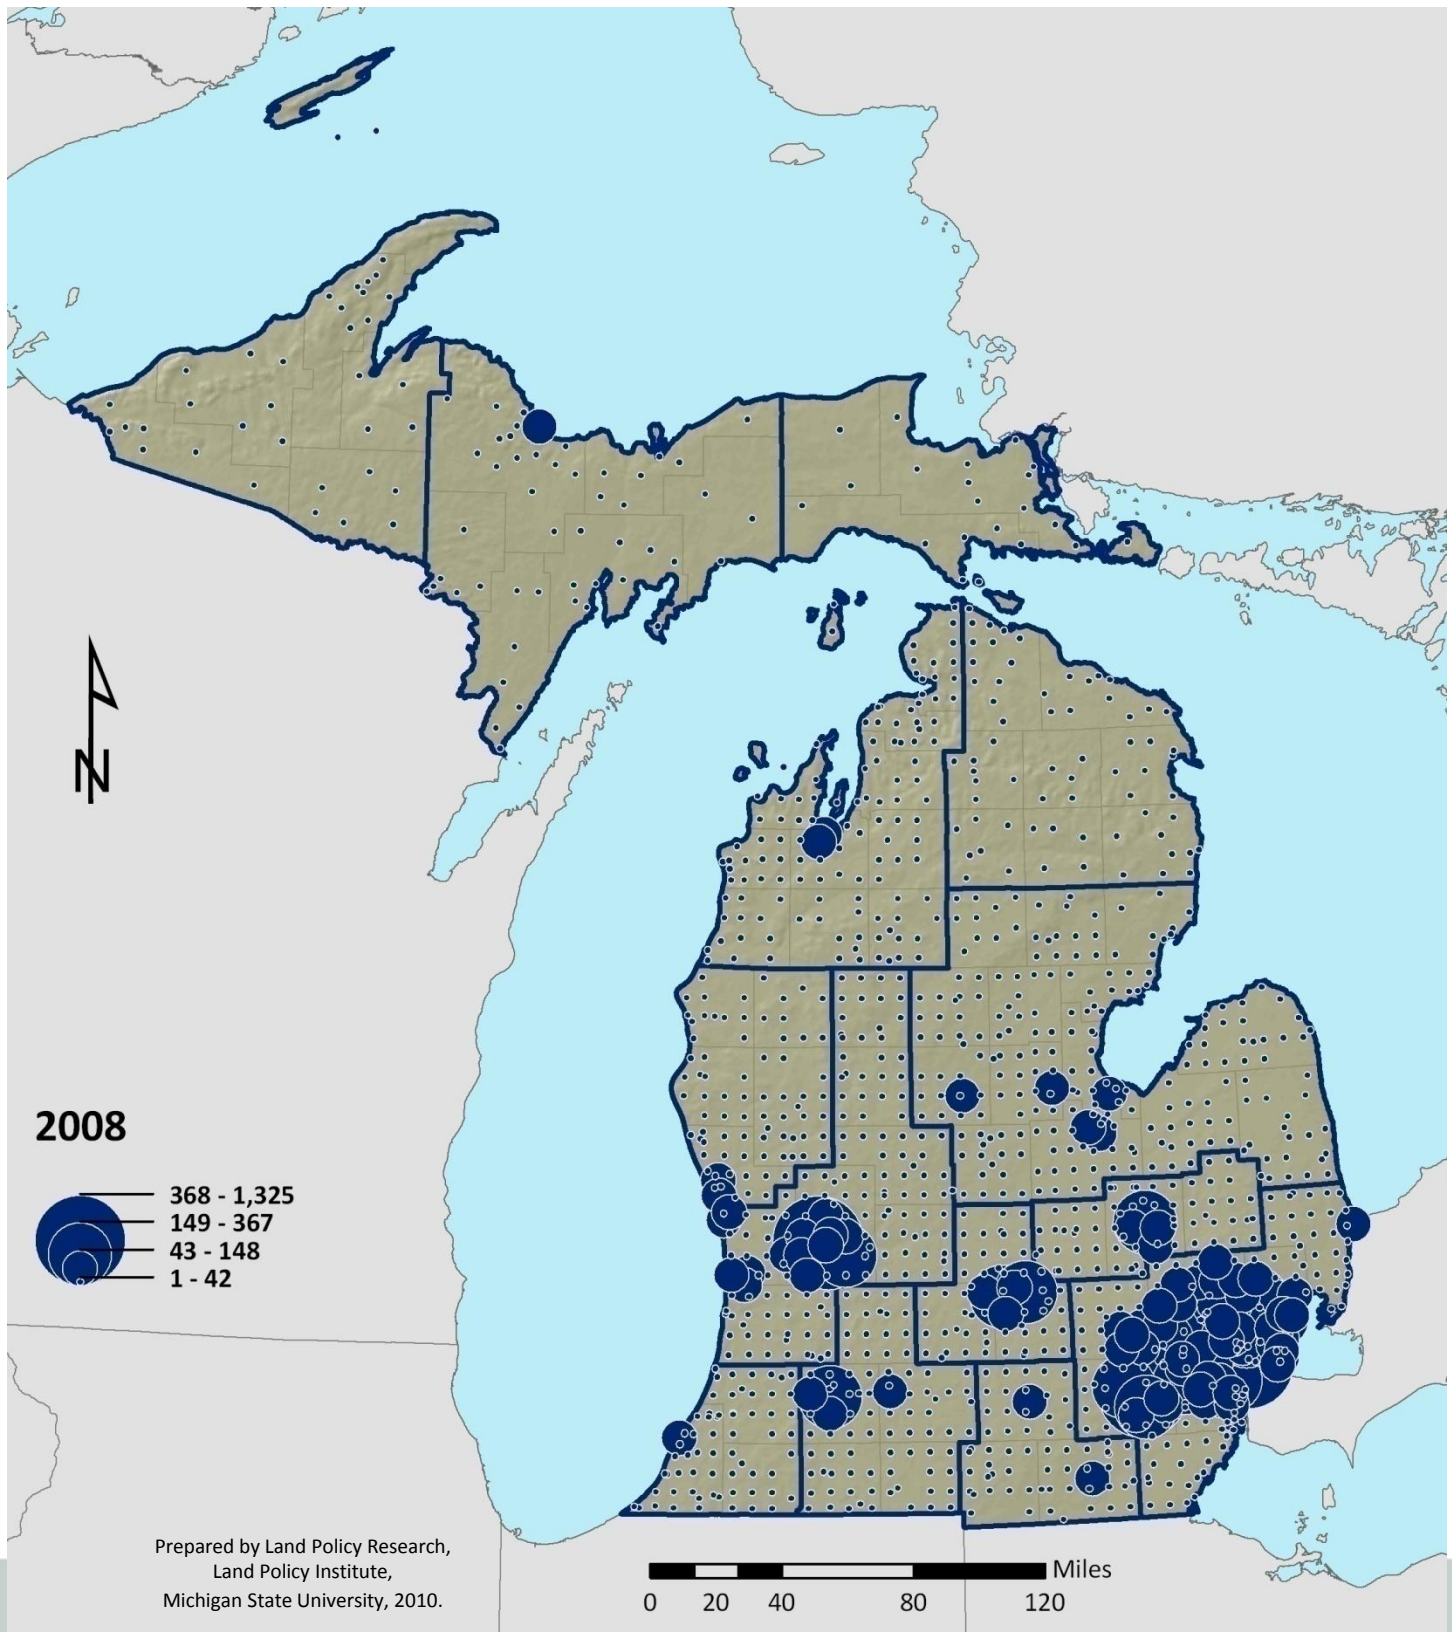 N
2008
368 - 1,325
149 - 367
43 - 148
1 - 42
Prepared by Land Policy Research,
Land Policy Institute,
Michigan State University, 2010.
Miles
0 20 40 80 120